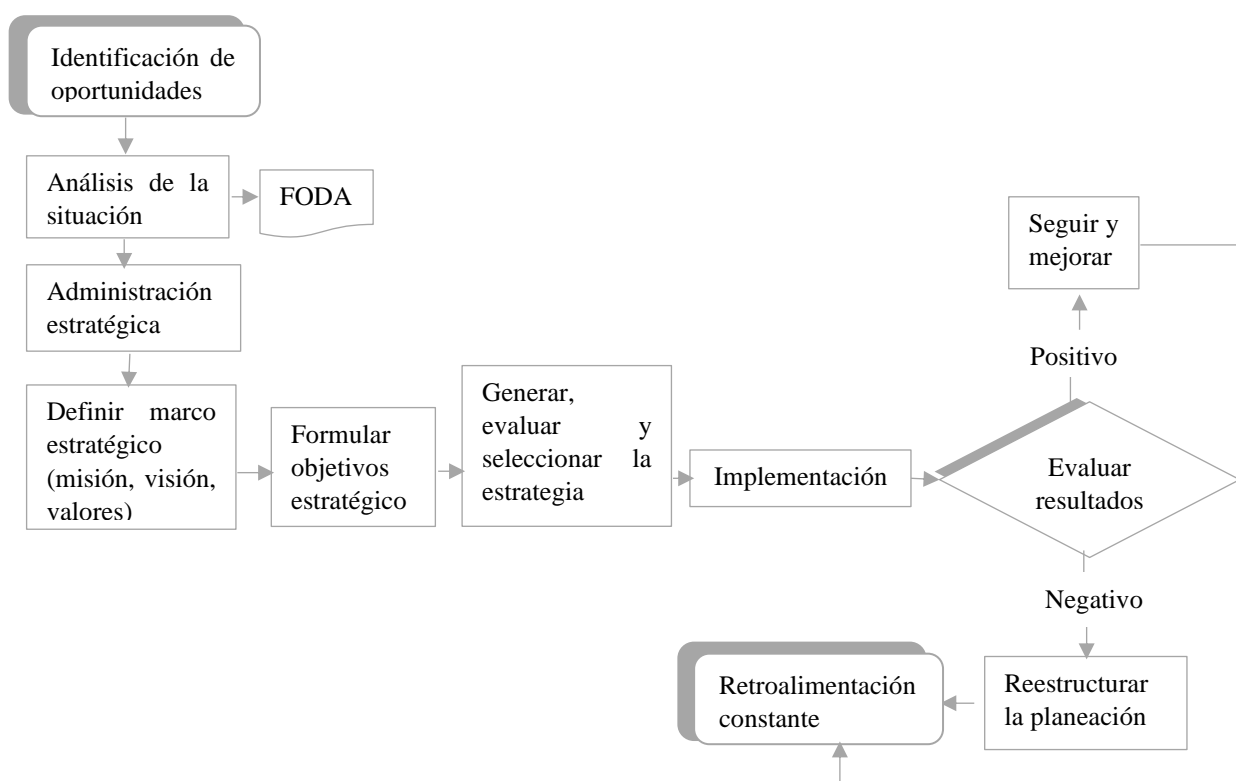 Identificación de
oportunidades
Análisis de la
situación
FODA
Administración
estratégica
Definir marco
estratégico
(misión, visión,
valores)
Formular
objetivos
estratégico
Generar,
evaluar y
seleccionar la
estrategia
Implementación
Evaluar
resultados
Positivo
Seguir y
mejorar
Negativo
Reestructurar
la planeación
Retroalimentación
constante